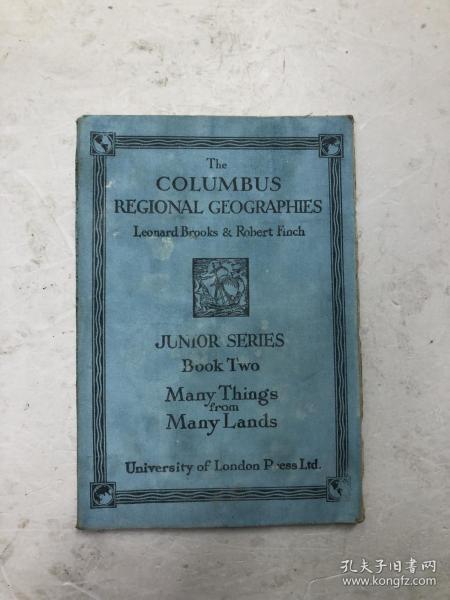 The
COLUMBUS
REGIONAL GEOGRAPHIES
Leonard Brooks & Robert Finch
JUNIOR SERIES
Book Two
Many Things
from
Many Lands
University of London Press Ltd.
孔夫子旧书网
www.kongfz.com